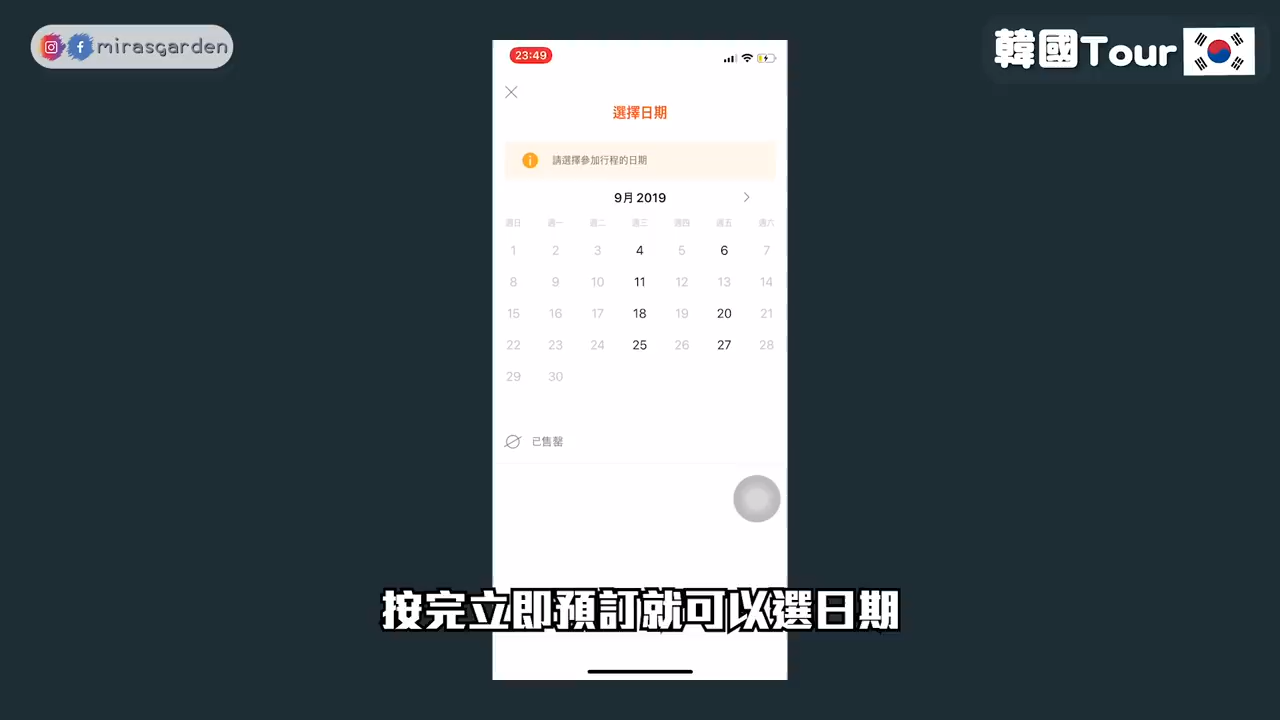 mirasgarden
韓國Tour
23:49
選擇日期
請選擇參加行程的日期
9月 2019
週日 週一 週二 週三 週四 週五 週六
1 2 3 4 5 6 7
8 9 10 11 12 13 14
15 16 17 18 19 20 21
22 23 24 25 26 27 28
29 30
已售罄
按完立即預訂就可以選日期